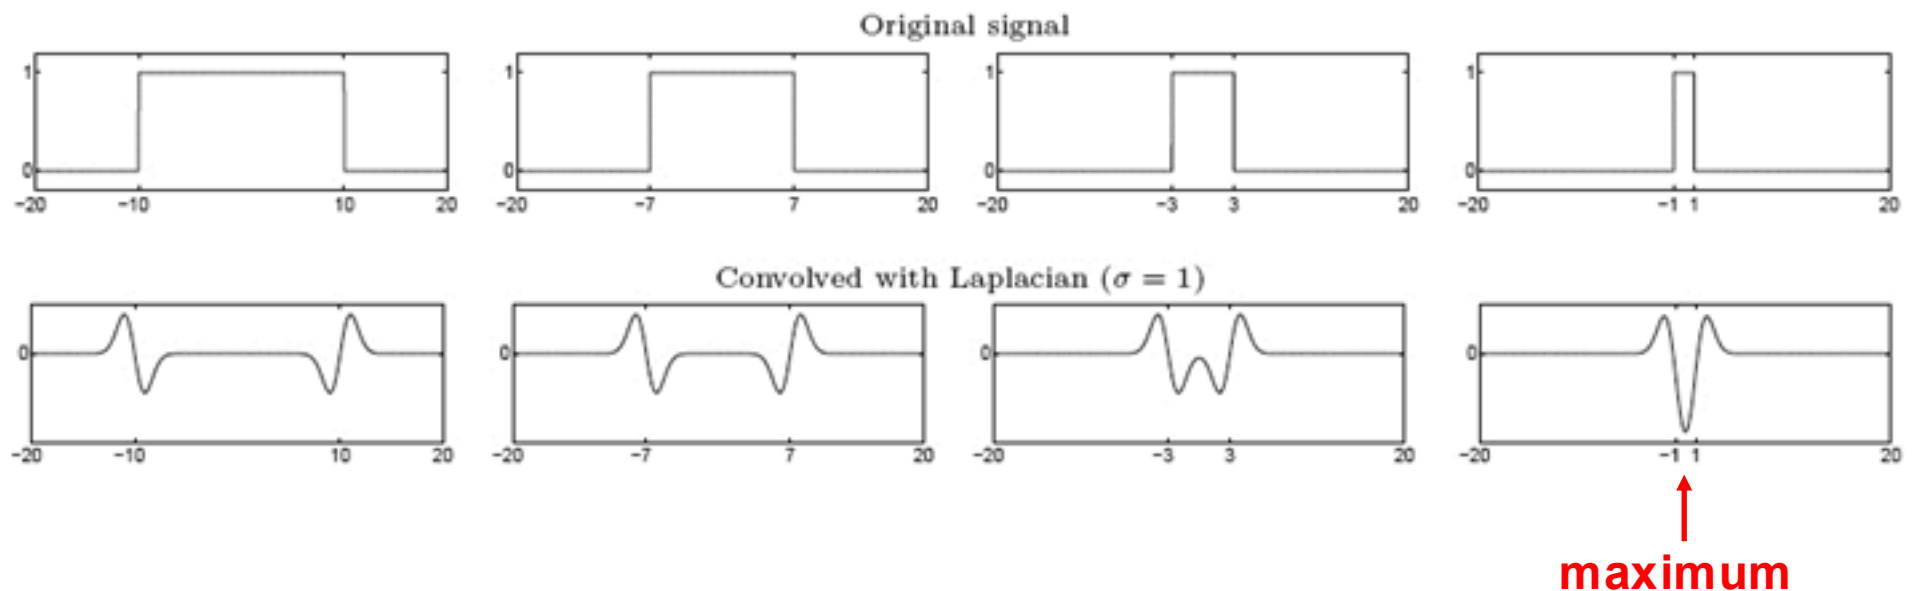 Original signal
1 1 1 1
0 0 0 0
−20 −10 10 20 −20 −7 7 20 −20 −3 3 20 −20 −1 1 20
Convolved with Laplacian (σ = 1)
0 0 0 0
−20 −10 10 20 −20 −7 7 20 −20 −3 3 20 −20 −1 1 20
maximum